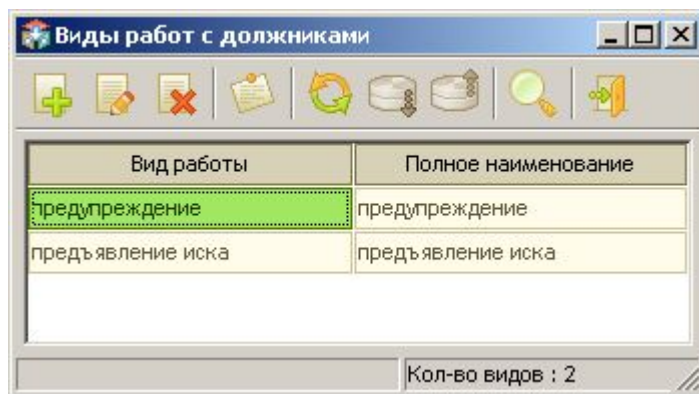 Виды работ с должниками
Вид работы Полное наименование
предупреждение предупреждение
предъявление иска предъявление иска
Кол-во видов : 2